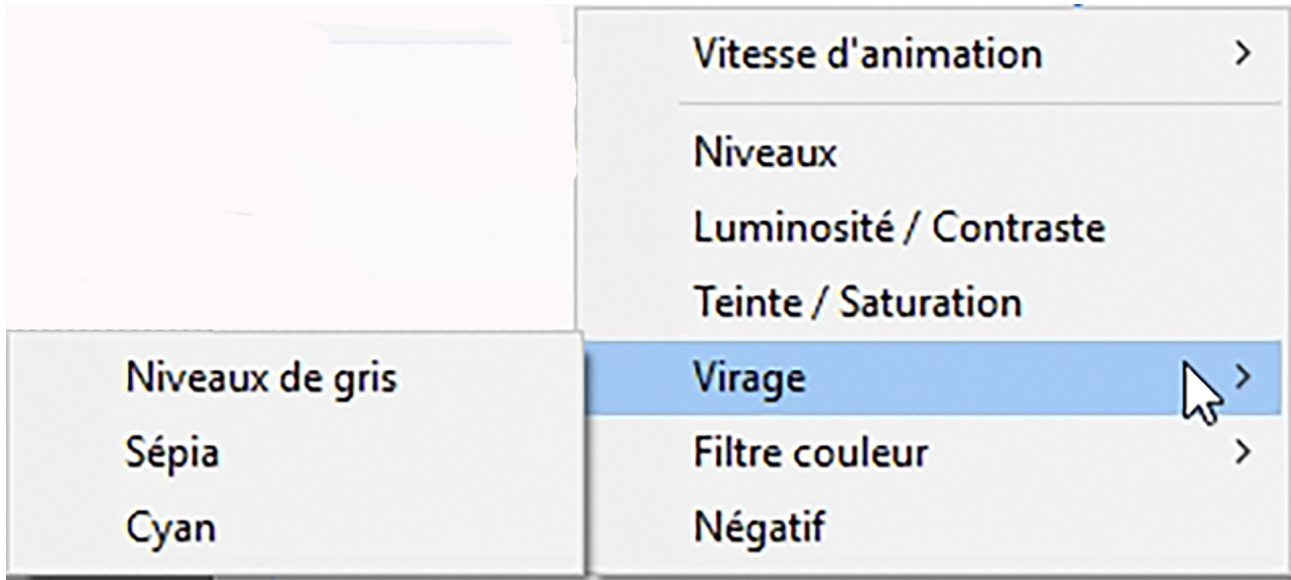 Vitesse d'animation
Niveaux
Luminosité / Contraste
Teinte / Saturation
Virage
Filtre couleur
Négatif
Niveaux de gris
Sépia
Cyan